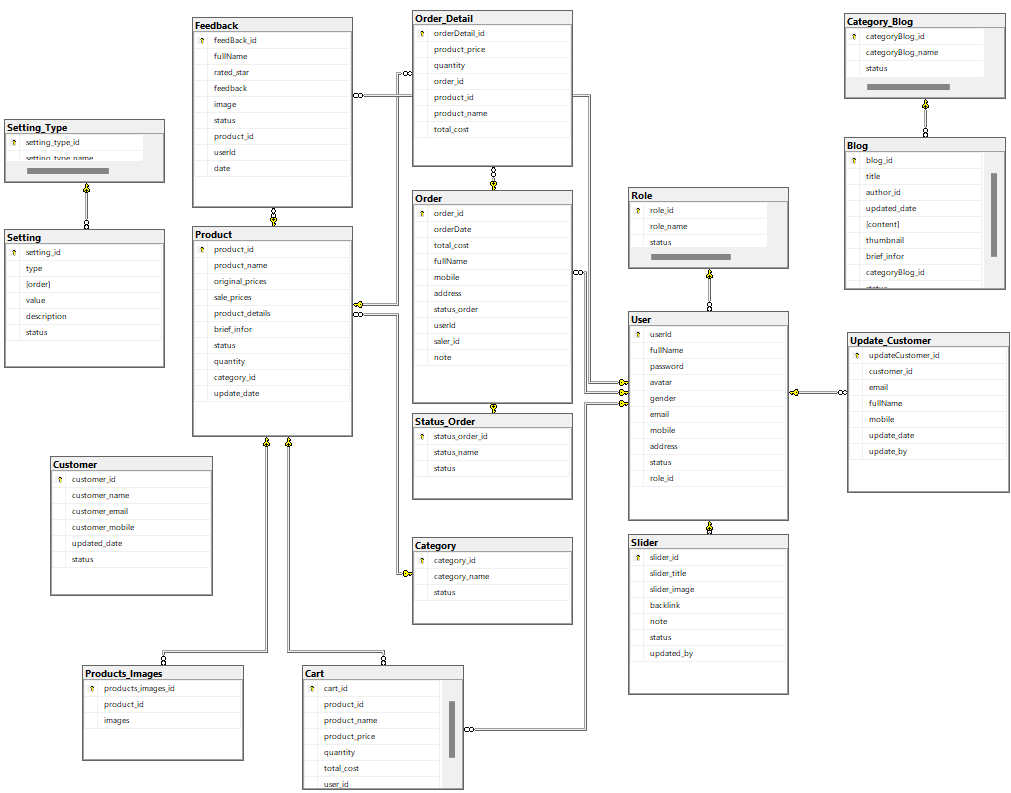 Feedback
feedBack_id
fullName
rated_star
feedback
image
status
product_id
userId
date
Order_Detail
orderDetail_id
product_price
quantity
order_id
product_id
product_name
total_cost
Category_Blog
categoryBlog_id
categoryBlog_name
status
Setting_Type
setting_type_id
setting_type_name
Blog
blog_id
title
author_id
updated_date
[content]
thumbnail
brief_infor
categoryBlog_id
status
Order
order_id
orderDate
total_cost
fullName
mobile
address
status_order
userId
saler_id
note
Role
role_id
role_name
status
Setting
setting_id
type
[order]
value
description
status
Product
product_id
product_name
original_prices
sale_prices
product_details
brief_infor
status
quantity
category_id
update_date
User
userId
fullName
password
avatar
gender
email
mobile
address
status
role_id
Update_Customer
updateCustomer_id
customer_id
email
fullName
mobile
update_date
update_by
Status_Order
status_order_id
status_name
status
Customer
customer_id
customer_name
customer_email
customer_mobile
updated_date
status
Category
category_id
category_name
status
Slider
slider_id
slider_title
slider_image
backlink
note
status
updated_by
Products_Images
products_images_id
product_id
images
Cart
cart_id
product_id
product_name
product_price
quantity
total_cost
user_id